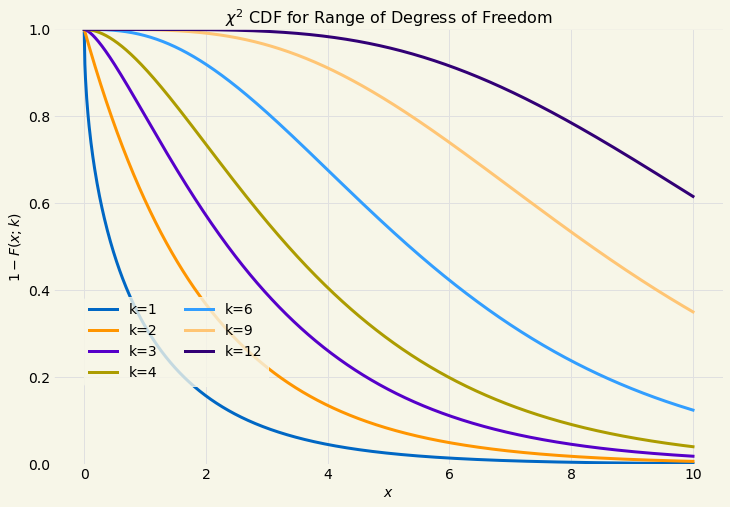 χ² CDF for Range of Degress of Freedom
1.0
0.8
0.6
0.4
0.2
0.0
1 − F(x; k)
k=1
k=2
k=3
k=4
k=6
k=9
k=12
0 2 4 6 8 10
x